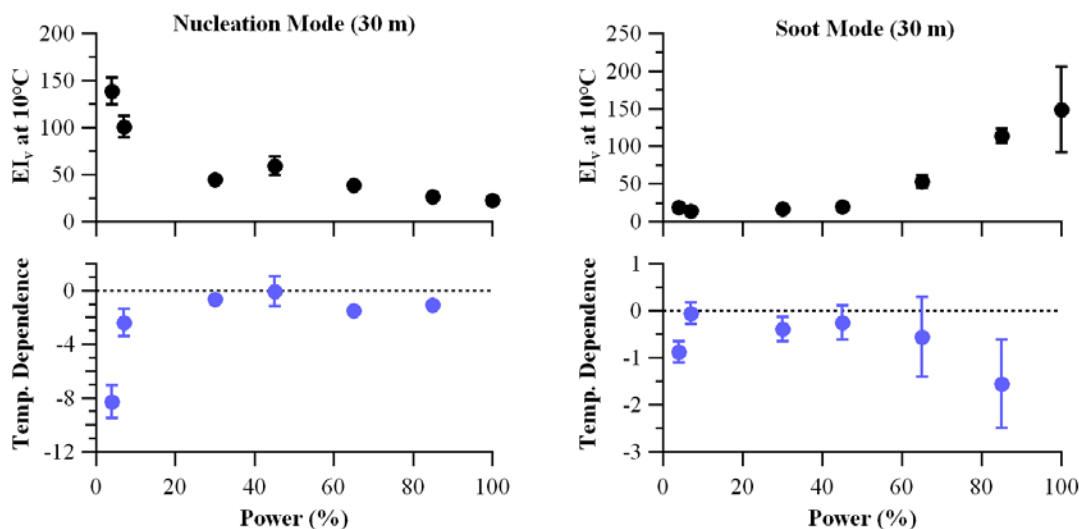 Nucleation Mode (30 m)
EIv at 10°C
200
150
100
50
0
Temp. Dependence
0
-4
-8
-12
0 20 40 60 80 100
Power (%)
Soot Mode (30 m)
EIv at 10°C
250
200
150
100
50
0
Temp. Dependence
1
0
-1
-2
-3
0 20 40 60 80 100
Power (%)